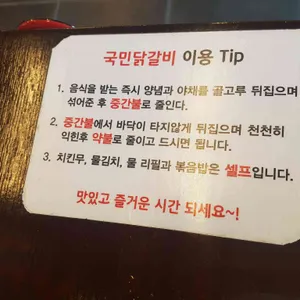 국민닭갈비 이용 Tip
1. 음식을 받는 즉시 양념과 야채를 골고루 뒤집으며
섞어준 후 중간불로 줄인다.
2. 중간불에서 바닥이 타지않게 뒤집으며 천천히
익힌후 약불로 줄이고 드시면 됩니다.
3. 치킨무, 물김치, 물 리필과 볶음밥은 셀프입니다.
맛있고 즐거운 시간 되세요~!